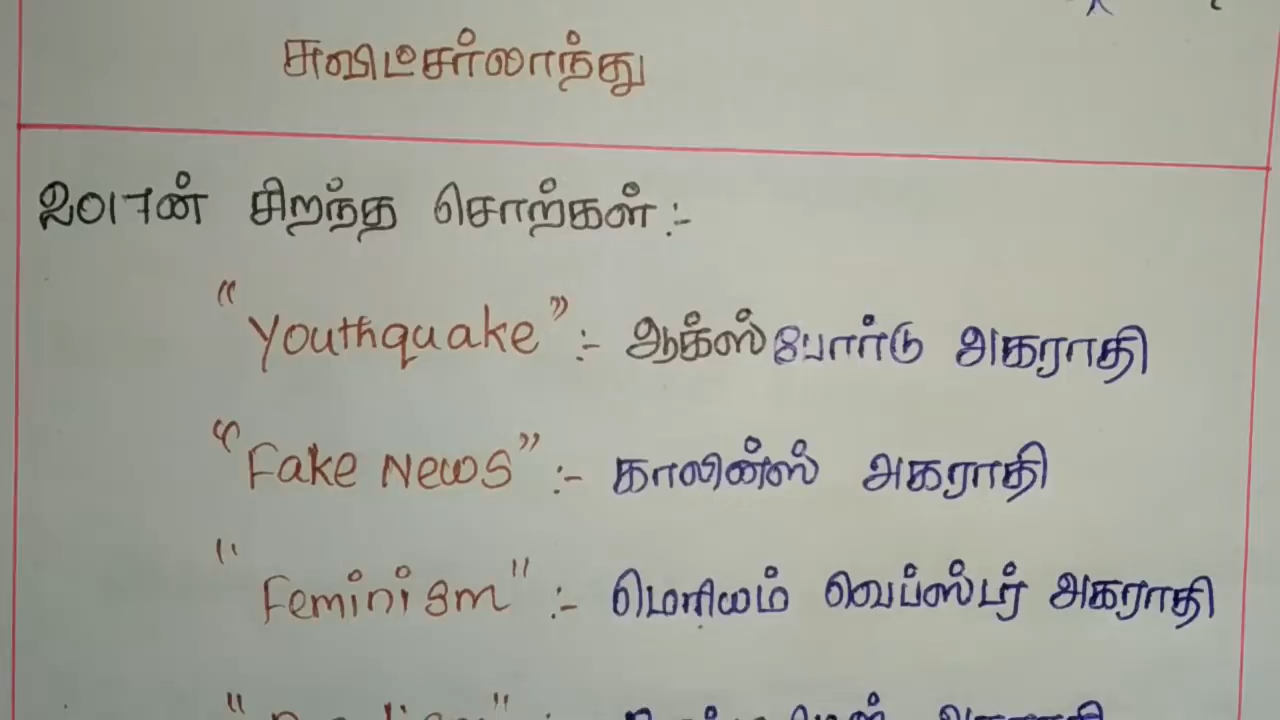 சுவிட்சர்லாந்து
2017ன் சிறந்த சொற்கள் :-
"Youthquake" :- ஆக்ஸ்போர்டு அகராதி
"Fake News" :- காலின்ஸ் அகராதி
"Feminism" :- மெரியம் வெப்ஸ்டர் அகராதி